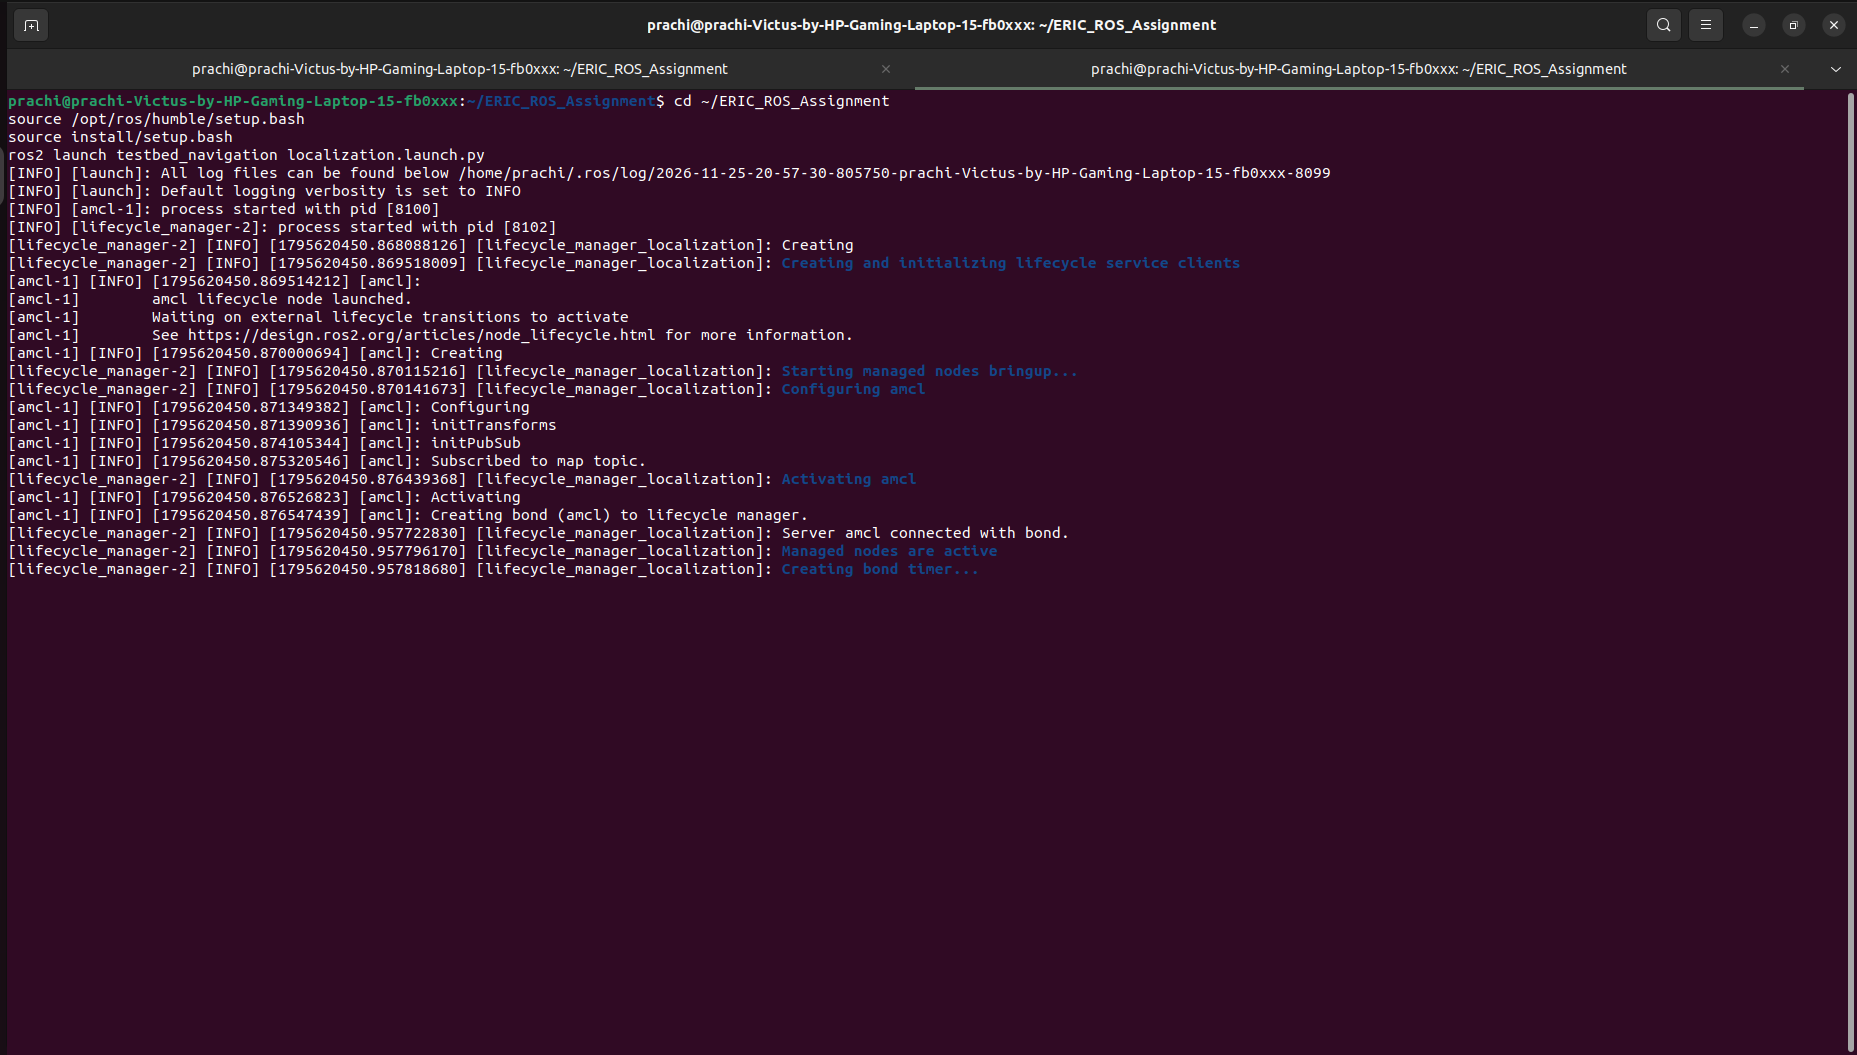 prachi@prachi-Victus-by-HP-Gaming-Laptop-15-fb0xxx: ~/ERIC_ROS_Assignment
prachi@prachi-Victus-by-HP-Gaming-Laptop-15-fb0xxx: ~/ERIC_ROS_Assignment
prachi@prachi-Victus-by-HP-Gaming-Laptop-15-fb0xxx: ~/ERIC_ROS_Assignment
prachi@prachi-Victus-by-HP-Gaming-Laptop-15-fb0xxx:~/ERIC_ROS_Assignment$ cd ~/ERIC_ROS_Assignment
source /opt/ros/humble/setup.bash
source install/setup.bash
ros2 launch testbed_navigation localization.launch.py
[INFO] [launch]: All log files can be found below /home/prachi/.ros/log/2026-11-25-20-57-30-805750-prachi-Victus-by-HP-Gaming-Laptop-15-fb0xxx-8099
[INFO] [launch]: Default logging verbosity is set to INFO
[INFO] [amcl-1]: process started with pid [8100]
[INFO] [lifecycle_manager-2]: process started with pid [8102]
[lifecycle_manager-2] [INFO] [1795620450.868088126] [lifecycle_manager_localization]: Creating
[lifecycle_manager-2] [INFO] [1795620450.869518009] [lifecycle_manager_localization]: Creating and initializing lifecycle service clients
[amcl-1] [INFO] [1795620450.869514212] [amcl]:
[amcl-1]        amcl lifecycle node launched.
[amcl-1]        Waiting on external lifecycle transitions to activate
[amcl-1]        See https://design.ros2.org/articles/node_lifecycle.html for more information.
[amcl-1] [INFO] [1795620450.870000694] [amcl]: Creating
[lifecycle_manager-2] [INFO] [1795620450.870115216] [lifecycle_manager_localization]: Starting managed nodes bringup...
[lifecycle_manager-2] [INFO] [1795620450.870141673] [lifecycle_manager_localization]: Configuring amcl
[amcl-1] [INFO] [1795620450.871349382] [amcl]: Configuring
[amcl-1] [INFO] [1795620450.871390936] [amcl]: initTransforms
[amcl-1] [INFO] [1795620450.874105344] [amcl]: initPubSub
[amcl-1] [INFO] [1795620450.875320546] [amcl]: Subscribed to map topic.
[lifecycle_manager-2] [INFO] [1795620450.876439368] [lifecycle_manager_localization]: Activating amcl
[amcl-1] [INFO] [1795620450.876526823] [amcl]: Activating
[amcl-1] [INFO] [1795620450.876547439] [amcl]: Creating bond (amcl) to lifecycle manager.
[lifecycle_manager-2] [INFO] [1795620450.957722830] [lifecycle_manager_localization]: Server amcl connected with bond.
[lifecycle_manager-2] [INFO] [1795620450.957796170] [lifecycle_manager_localization]: Managed nodes are active
[lifecycle_manager-2] [INFO] [1795620450.957818680] [lifecycle_manager_localization]: Creating bond timer...